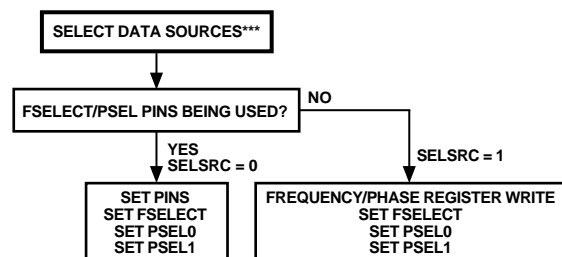 SELECT DATA SOURCES***
FSELECT/PSEL PINS BEING USED?
NO
YES
SELSRC = 0
SELSRC = 1
SET PINS
SET FSELECT
SET PSEL0
SET PSEL1
FREQUENCY/PHASE REGISTER WRITE
SET FSELECT
SET PSEL0
SET PSEL1